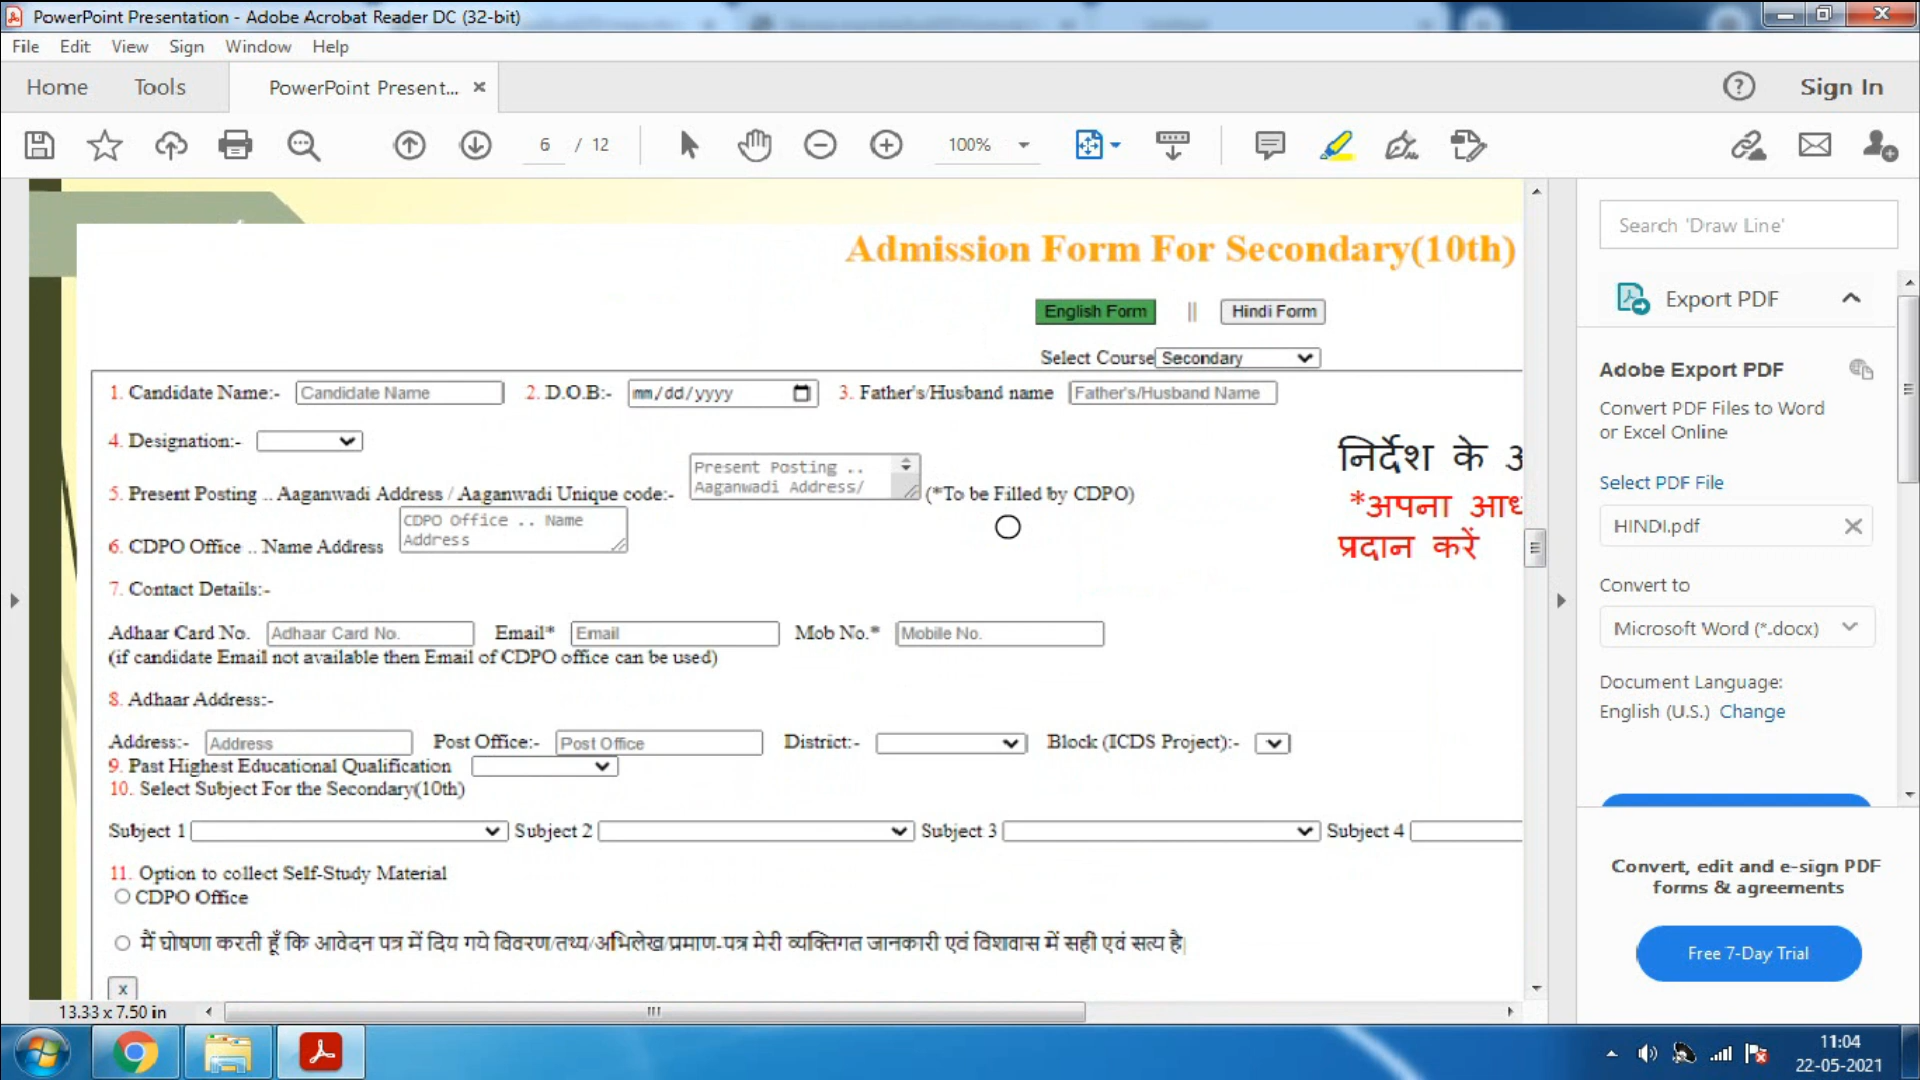 PowerPoint Presentation - Adobe Acrobat Reader DC (32-bit)
File Edit View Sign Window Help
Home Tools PowerPoint Present... Sign In
6 / 12 100%
Admission Form For Secondary(10th)
English Form || Hindi Form
Select Course Secondary
1. Candidate Name:- Candidate Name 2. D.O.B:- mm/dd/yyyy 3. Father's/Husband name Father's/Husband Name
4. Designation:-
Present Posting ..
Aaganwadi Address/
5. Present Posting .. Aaganwadi Address / Aaganwadi Unique code:- (*To be Filled by CDPO)
CDPO Office .. Name
Address
6. CDPO Office .. Name Address
7. Contact Details:-
Adhaar Card No. Adhaar Card No. Email* Email Mob No.* Mobile No.
(if candidate Email not available then Email of CDPO office can be used)
8. Adhaar Address:-
Address:- Address Post Office:- Post Office District:- Block (ICDS Project):-
9. Past Highest Educational Qualification
10. Select Subject For the Secondary(10th)
Subject 1 Subject 2 Subject 3 Subject 4
11. Option to collect Self-Study Material
CDPO Office
मैं घोषणा करती हूँ कि आवेदन पत्र में दिय गये विवरण/तथ्य/अभिलेख/प्रमाण-पत्र मेरी व्यक्तिगत जानकारी एवं विशवास में सही एवं सत्य है|
x
निर्देश के अ
*अपना आध
प्रदान करें
Search 'Draw Line'
Export PDF
Adobe Export PDF
Convert PDF Files to Word
or Excel Online
Select PDF File
HINDI.pdf
Convert to
Microsoft Word (*.docx)
Document Language:
English (U.S.) Change
Convert, edit and e-sign PDF
forms & agreements
Free 7-Day Trial
13.33 x 7.50 in
11:04
22-05-2021